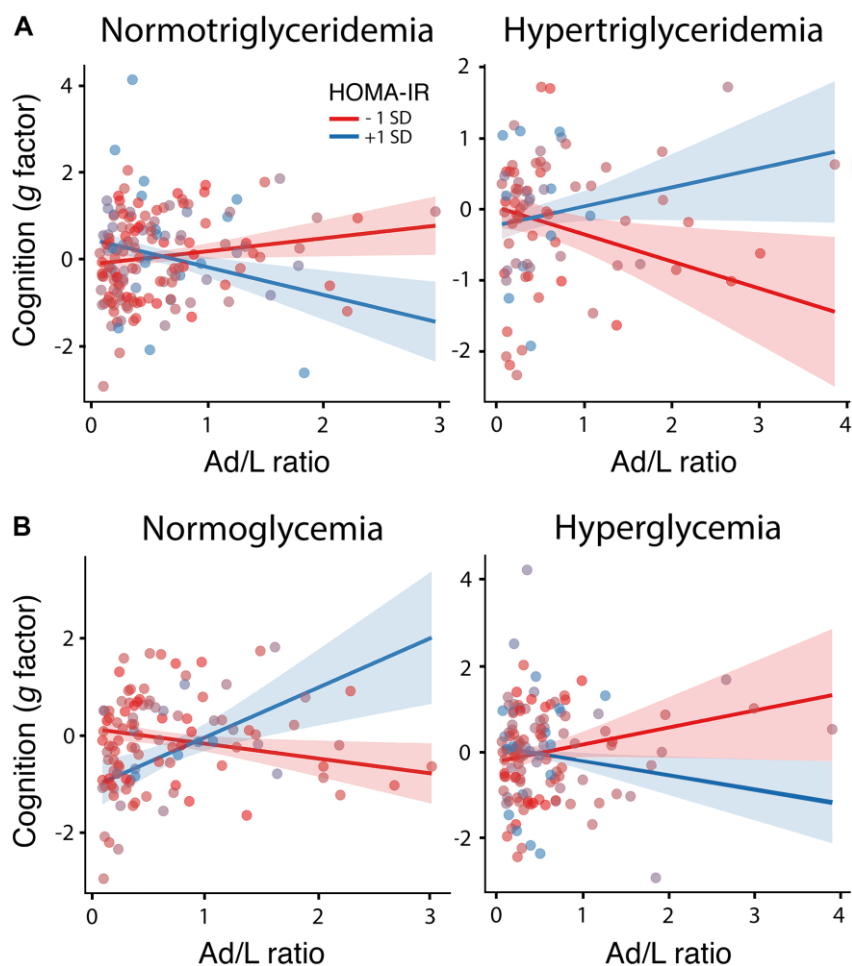 A
Normotriglyceridemia
Hypertriglyceridemia
HOMA-IR
- 1 SD
+1 SD
Cognition (g factor)
4
2
0
-2
0 1 2 3
Ad/L ratio
2
1
0
-1
-2
0 1 2 3 4
Ad/L ratio
B
Normoglycemia
Hyperglycemia
Cognition (g factor)
2
0
-2
0 1 2 3
Ad/L ratio
4
2
0
-2
0 1 2 3 4
Ad/L ratio